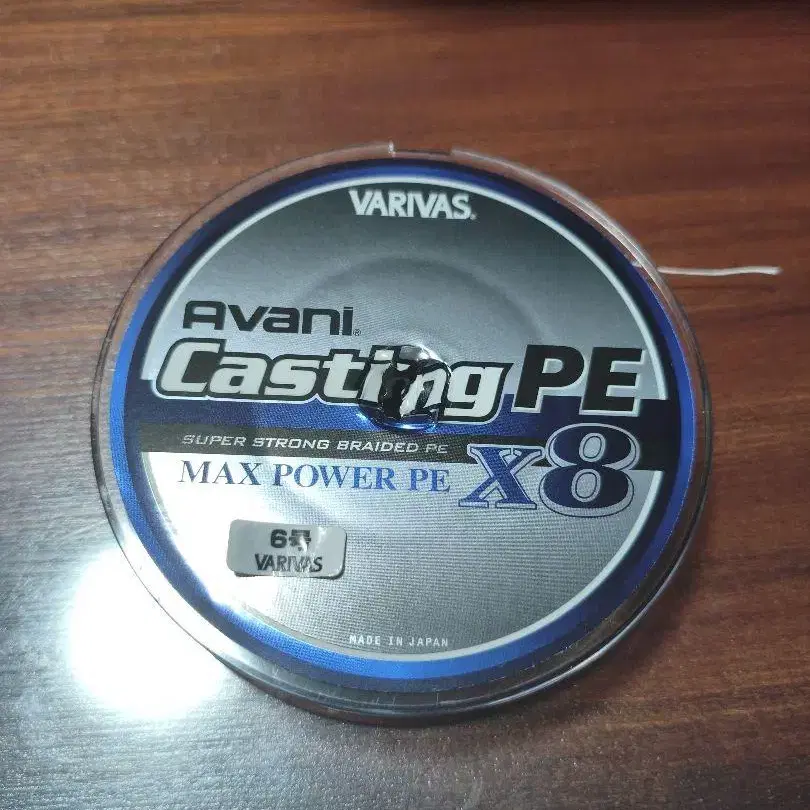 VARIVAS®
Avani®
Casting PE
SUPER STRONG BRAIDED PE
MAX POWER PE X8
6号
VARIVAS
MADE IN JAPAN